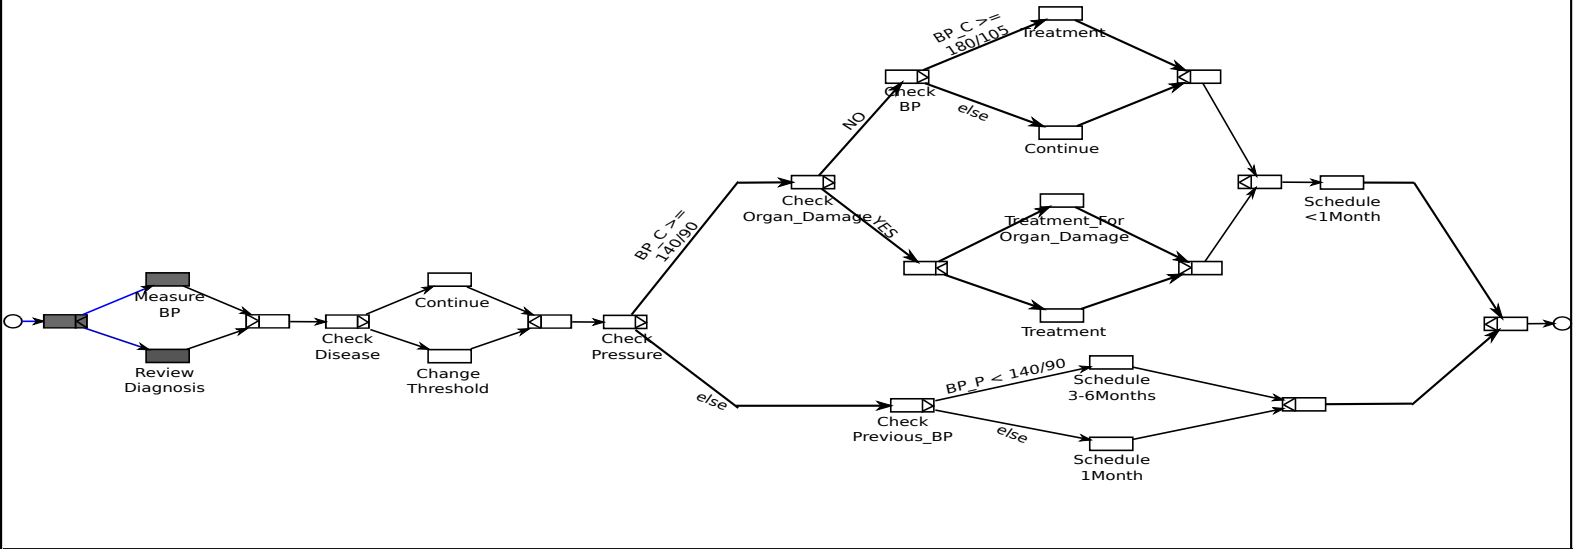 Measure
BP
Review
Diagnosis
Check
Disease
Continue
Change
Threshold
Check
Pressure
BP_C >=
140/90
else
Check
Organ_Damage
NO
YES
Check
BP
BP_C >=
180/105
else
Treatment
Continue
Treatment_For
Organ_Damage
Treatment
Schedule
<1Month
Check
Previous_BP
BP_P < 140/90
else
Schedule
3-6Months
Schedule
1Month